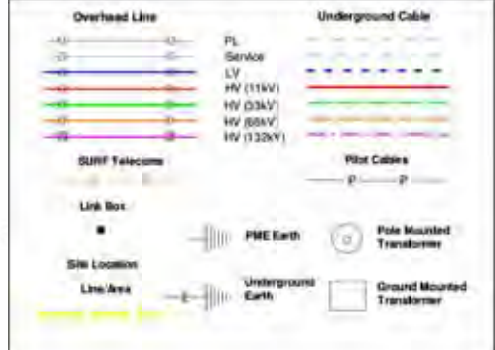 Overhead Line
Underground Cable
PL
Service
LV
HV (11kV)
HV (33kV)
HV (66kV)
HV (132kV)
SURF Telecoms
Pilot Cables
P P
Link Box
PME Earth
Pole Mounted
Transformer
Site Location
Line/Area
Underground
Earth
Ground Mounted
Transformer